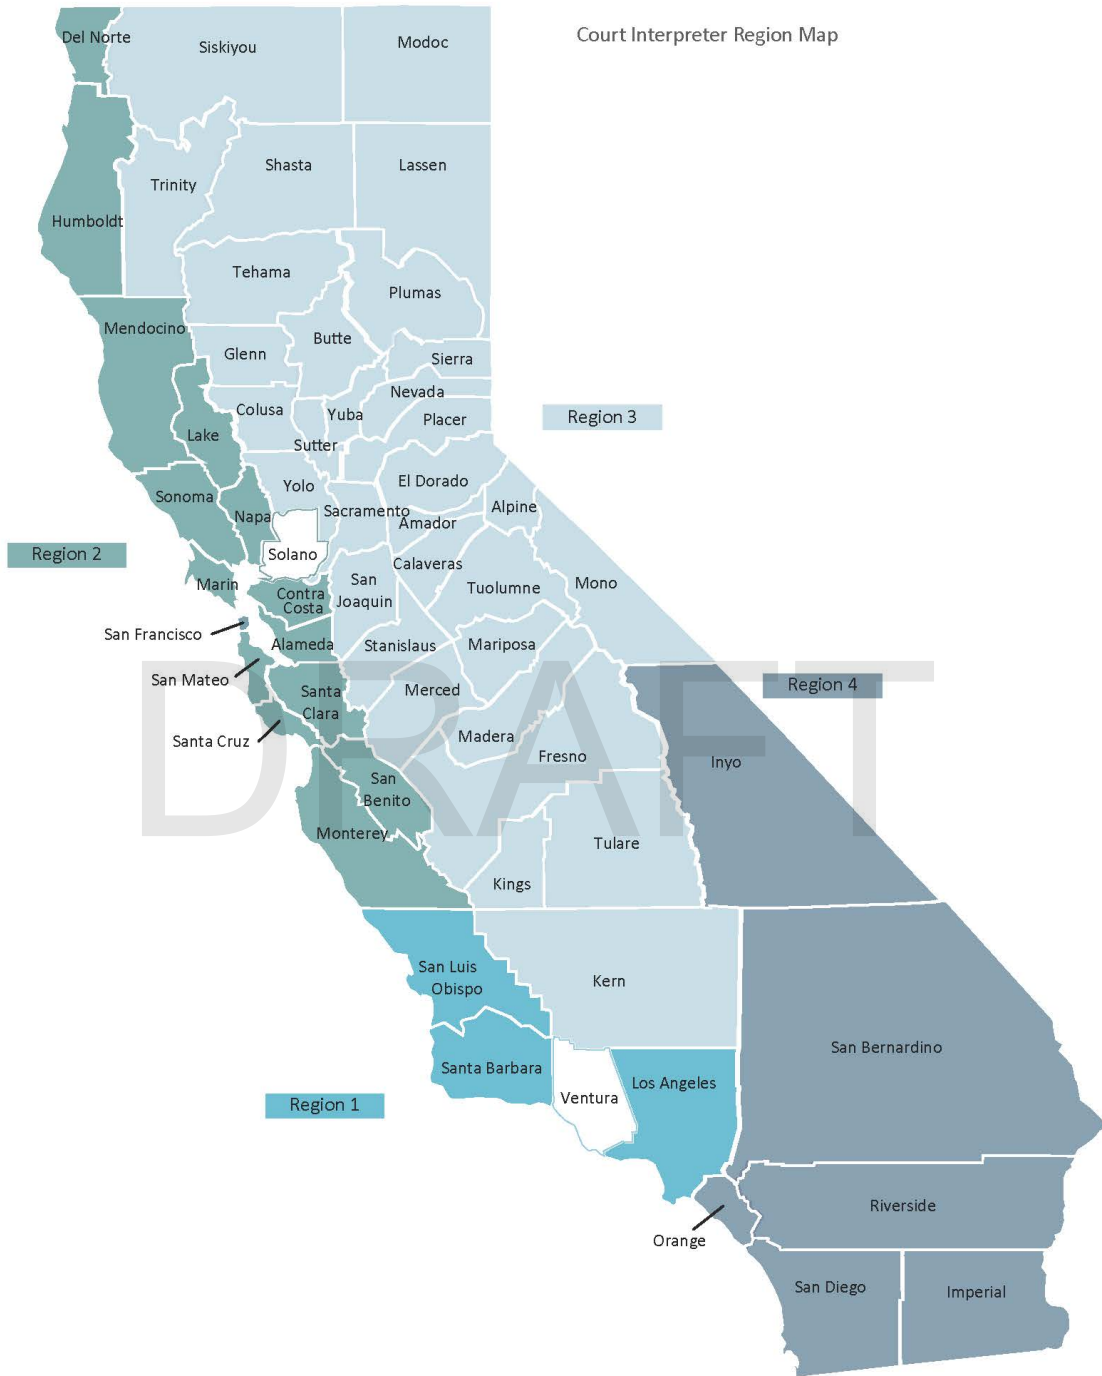 Court Interpreter Region Map
Del Norte
Siskiyou
Modoc
Trinity
Shasta
Lassen
Humboldt
Tehama
Plumas
Mendocino
Glenn
Butte
Sierra
Nevada
Colusa
Yuba
Placer
Region 3
Lake
Sutter
Sonoma
Yolo
El Dorado
Napa
Sacramento
Alpine
Amador
Region 2
Solano
Calaveras
Marin
Contra
Costa
San
Joaquin
Tuolumne
Mono
San Francisco
Alameda
Stanislaus
Mariposa
San Mateo
Santa
Clara
Merced
Region 4
Santa Cruz
Madera
Fresno
Inyo
San
Benito
DRAFT
Monterey
Tulare
Kings
San Luis
Obispo
Kern
San Bernardino
Santa Barbara
Ventura
Los Angeles
Region 1
Riverside
Orange
San Diego
Imperial